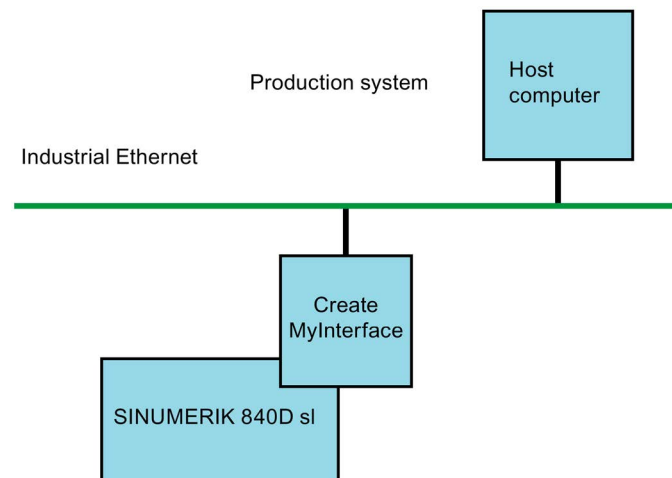 Host
computer
Production system
Industrial Ethernet
Create
MyInterface
SINUMERIK 840D sl